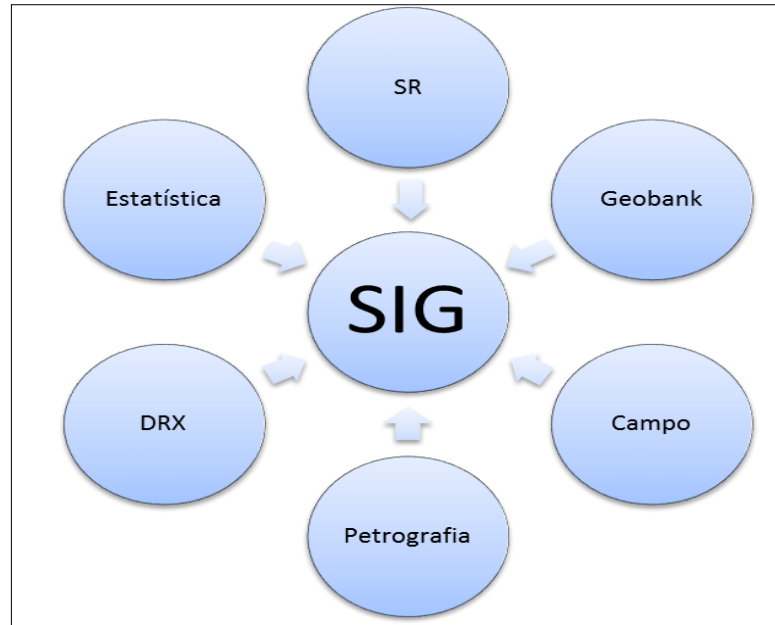 SR
Estatística
Geobank
SIG
DRX
Campo
Petrografia